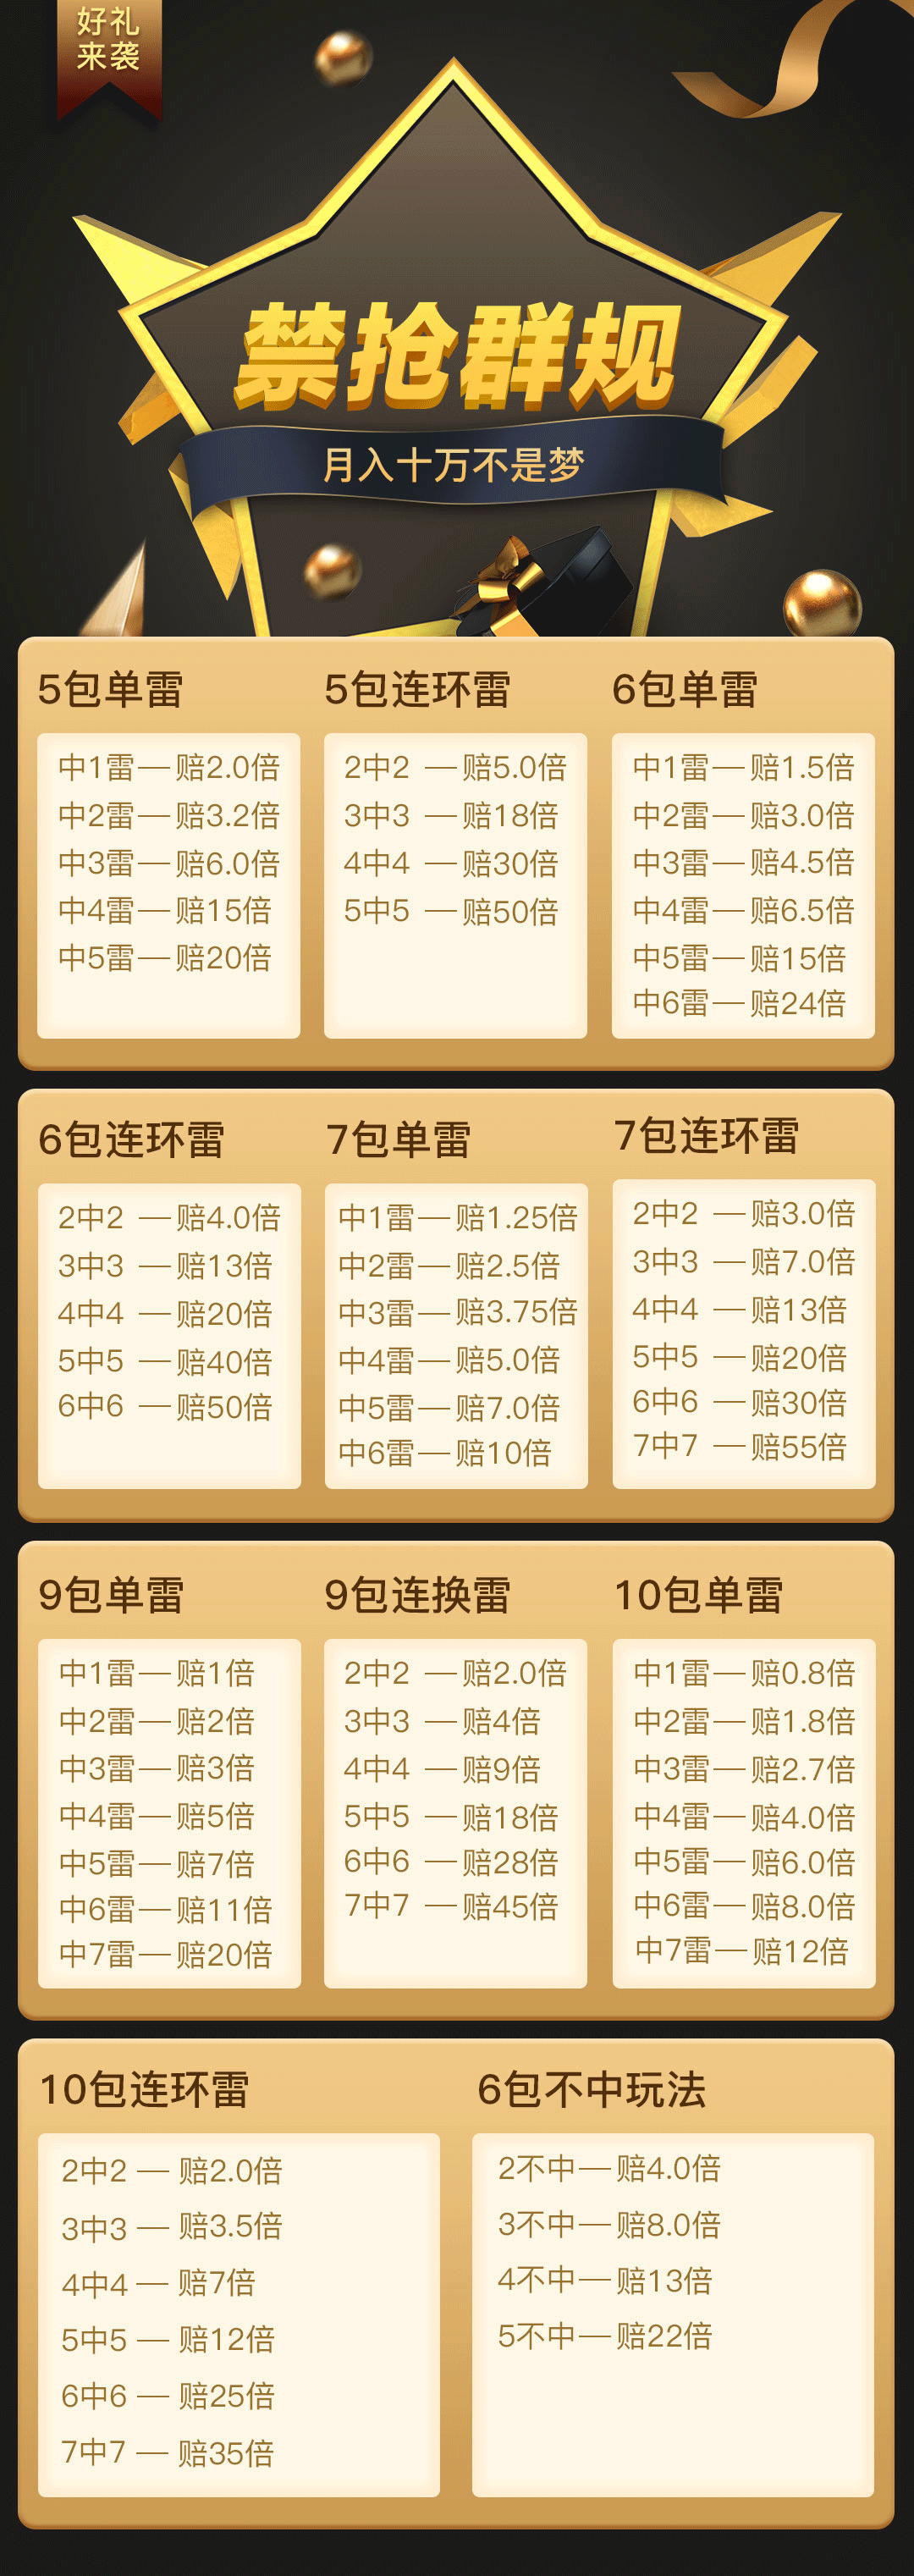 好礼
来袭
禁抢群规
月入十万不是梦
5包单雷
中1雷—赔2.0倍
中2雷—赔3.2倍
中3雷—赔6.0倍
中4雷—赔15倍
中5雷—赔20倍
5包连环雷
2中2 —赔5.0倍
3中3 —赔18倍
4中4 —赔30倍
5中5 —赔50倍
6包单雷
中1雷—赔1.5倍
中2雷—赔3.0倍
中3雷—赔4.5倍
中4雷—赔6.5倍
中5雷—赔15倍
中6雷—赔24倍
6包连环雷
2中2 —赔4.0倍
3中3 —赔13倍
4中4 —赔20倍
5中5 —赔40倍
6中6 —赔50倍
7包单雷
中1雷—赔1.25倍
中2雷—赔2.5倍
中3雷—赔3.75倍
中4雷—赔5.0倍
中5雷—赔7.0倍
中6雷—赔10倍
7包连环雷
2中2 —赔3.0倍
3中3 —赔7.0倍
4中4 —赔13倍
5中5 —赔20倍
6中6 —赔30倍
7中7 —赔55倍
9包单雷
中1雷—赔1倍
中2雷—赔2倍
中3雷—赔3倍
中4雷—赔5倍
中5雷—赔7倍
中6雷—赔11倍
中7雷—赔20倍
9包连换雷
2中2 —赔2.0倍
3中3 —赔4倍
4中4 —赔9倍
5中5 —赔18倍
6中6 —赔28倍
7中7 —赔45倍
10包单雷
中1雷—赔0.8倍
中2雷—赔1.8倍
中3雷—赔2.7倍
中4雷—赔4.0倍
中5雷—赔6.0倍
中6雷—赔8.0倍
中7雷—赔12倍
10包连环雷
2中2 — 赔2.0倍
3中3 — 赔3.5倍
4中4 — 赔7倍
5中5 — 赔12倍
6中6 — 赔25倍
7中7 — 赔35倍
6包不中玩法
2不中—赔4.0倍
3不中—赔8.0倍
4不中—赔13倍
5不中—赔22倍